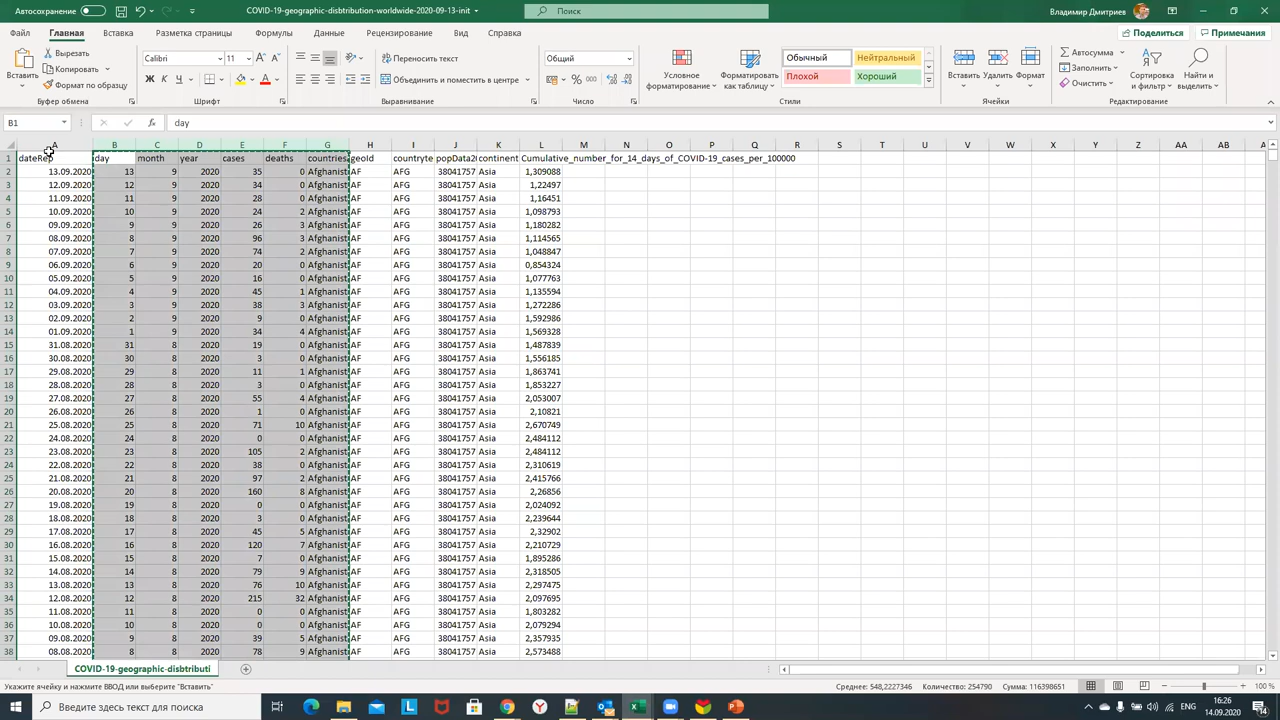 Автосохранение COVID-19-geographic-disbtribution-worldwide-2020-09-13-init Поиск Владимир Дмитриев
Файл Главная Вставка Разметка страницы Формулы Данные Рецензирование Вид Справка Поделиться Примечания
Вставить Вырезать Копировать Формат по образцу Буфер обмена
Calibri 11 Ж К Ч Шрифт
Переносить текст Объединить и поместить в центре Выравнивание
Общий Число
Условное форматирование Форматировать как таблицу Обычный Нейтральный Плохой Хороший Стили
Вставить Удалить Формат Ячейки
Автосумма Заполнить Очистить Сортировка и фильтр Найти и выделить Редактирование
B1 day
A B C D E F G H I J K L M N O P Q R S T U V W X Y Z AA AB A
1 dateRep day month year cases deaths countries geoId countryte popData2 continent Cumulative_number_for_14_days_of_COVID-19_cases_per_100000
2 13.09.2020 13 9 2020 35 0 Afghanist AF AFG 38041757 Asia 1,309088
3 12.09.2020 12 9 2020 34 0 Afghanist AF AFG 38041757 Asia 1,22497
4 11.09.2020 11 9 2020 28 0 Afghanist AF AFG 38041757 Asia 1,16451
5 10.09.2020 10 9 2020 24 2 Afghanist AF AFG 38041757 Asia 1,098793
6 09.09.2020 9 9 2020 26 3 Afghanist AF AFG 38041757 Asia 1,180282
7 08.09.2020 8 9 2020 96 3 Afghanist AF AFG 38041757 Asia 1,114565
8 07.09.2020 7 9 2020 74 2 Afghanist AF AFG 38041757 Asia 1,048847
9 06.09.2020 6 9 2020 20 0 Afghanist AF AFG 38041757 Asia 0,854324
10 05.09.2020 5 9 2020 16 0 Afghanist AF AFG 38041757 Asia 1,077763
11 04.09.2020 4 9 2020 45 1 Afghanist AF AFG 38041757 Asia 1,135594
12 03.09.2020 3 9 2020 38 3 Afghanist AF AFG 38041757 Asia 1,272286
13 02.09.2020 2 9 2020 9 0 Afghanist AF AFG 38041757 Asia 1,592986
14 01.09.2020 1 9 2020 34 4 Afghanist AF AFG 38041757 Asia 1,569328
15 31.08.2020 31 8 2020 19 0 Afghanist AF AFG 38041757 Asia 1,487839
16 30.08.2020 30 8 2020 3 0 Afghanist AF AFG 38041757 Asia 1,556185
17 29.08.2020 29 8 2020 11 1 Afghanist AF AFG 38041757 Asia 1,863741
18 28.08.2020 28 8 2020 3 0 Afghanist AF AFG 38041757 Asia 1,853227
19 27.08.2020 27 8 2020 55 4 Afghanist AF AFG 38041757 Asia 2,053007
20 26.08.2020 26 8 2020 1 0 Afghanist AF AFG 38041757 Asia 2,10821
21 25.08.2020 25 8 2020 71 10 Afghanist AF AFG 38041757 Asia 2,670749
22 24.08.2020 24 8 2020 0 0 Afghanist AF AFG 38041757 Asia 2,484112
23 23.08.2020 23 8 2020 105 2 Afghanist AF AFG 38041757 Asia 2,484112
24 22.08.2020 22 8 2020 38 0 Afghanist AF AFG 38041757 Asia 2,310619
25 21.08.2020 21 8 2020 97 2 Afghanist AF AFG 38041757 Asia 2,415766
26 20.08.2020 20 8 2020 160 8 Afghanist AF AFG 38041757 Asia 2,26856
27 19.08.2020 19 8 2020 0 0 Afghanist AF AFG 38041757 Asia 2,024092
28 18.08.2020 18 8 2020 3 0 Afghanist AF AFG 38041757 Asia 2,239644
29 17.08.2020 17 8 2020 45 5 Afghanist AF AFG 38041757 Asia 2,32902
30 16.08.2020 16 8 2020 120 7 Afghanist AF AFG 38041757 Asia 2,210729
31 15.08.2020 15 8 2020 7 0 Afghanist AF AFG 38041757 Asia 1,895286
32 14.08.2020 14 8 2020 79 9 Afghanist AF AFG 38041757 Asia 2,318505
33 13.08.2020 13 8 2020 76 10 Afghanist AF AFG 38041757 Asia 2,297475
34 12.08.2020 12 8 2020 215 32 Afghanist AF AFG 38041757 Asia 2,097695
35 11.08.2020 11 8 2020 0 0 Afghanist AF AFG 38041757 Asia 1,803282
36 10.08.2020 10 8 2020 0 0 Afghanist AF AFG 38041757 Asia 2,079294
37 09.08.2020 9 8 2020 39 5 Afghanist AF AFG 38041757 Asia 2,357935
38 08.08.2020 8 8 2020 78 9 Afghanist AF AFG 38041757 Asia 2,573488
COVID-19-geographic-disbtributi
Укажите ячейку и нажмите ВВОД или выберите "Вставить" Среднее: 548,2227346 Количество: 254790 Сумма: 116398651 100 %
Введите здесь текст для поиска 16:26
14.09.2020 14